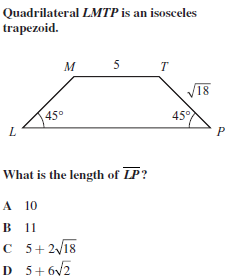 Quadrilateral LMTP is an isosceles
trapezoid.
M 5 T
√18
45° 45°
L P
What is the length of L̅P̅?
A 10
B 11
C 5 + 2√18
D 5 + 6√2